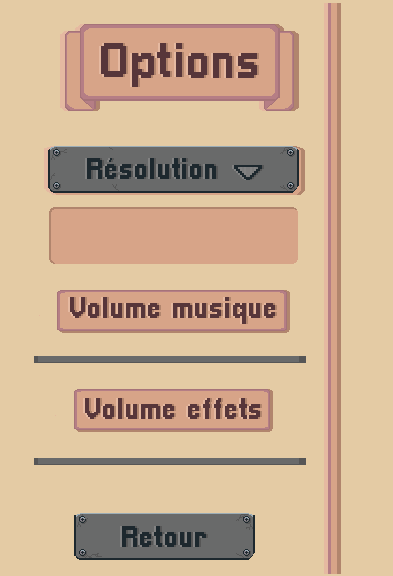 Options
Résolution
Volume musique
Volume effets
Retour